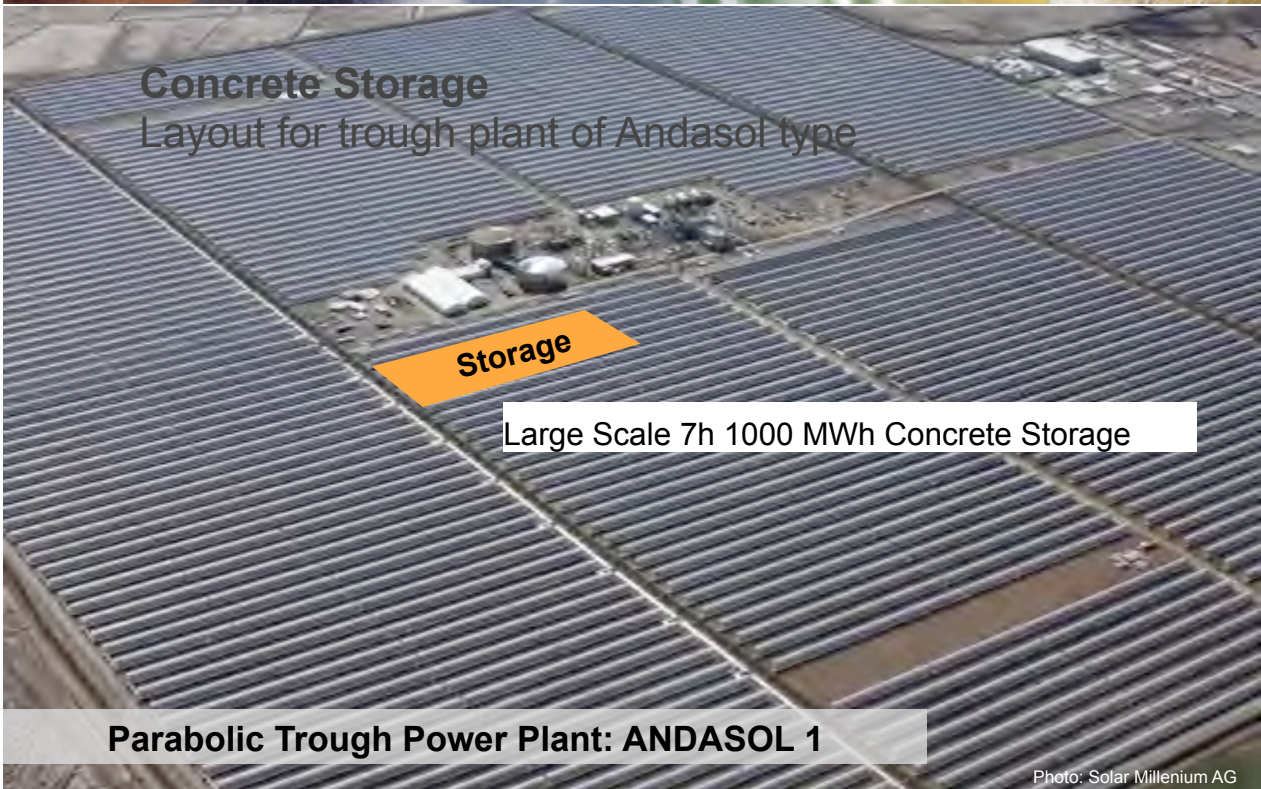 Concrete Storage
Layout for trough plant of Andasol type
Storage
Large Scale 7h 1000 MWh Concrete Storage
Parabolic Trough Power Plant: ANDASOL 1
Photo: Solar Millenium AG